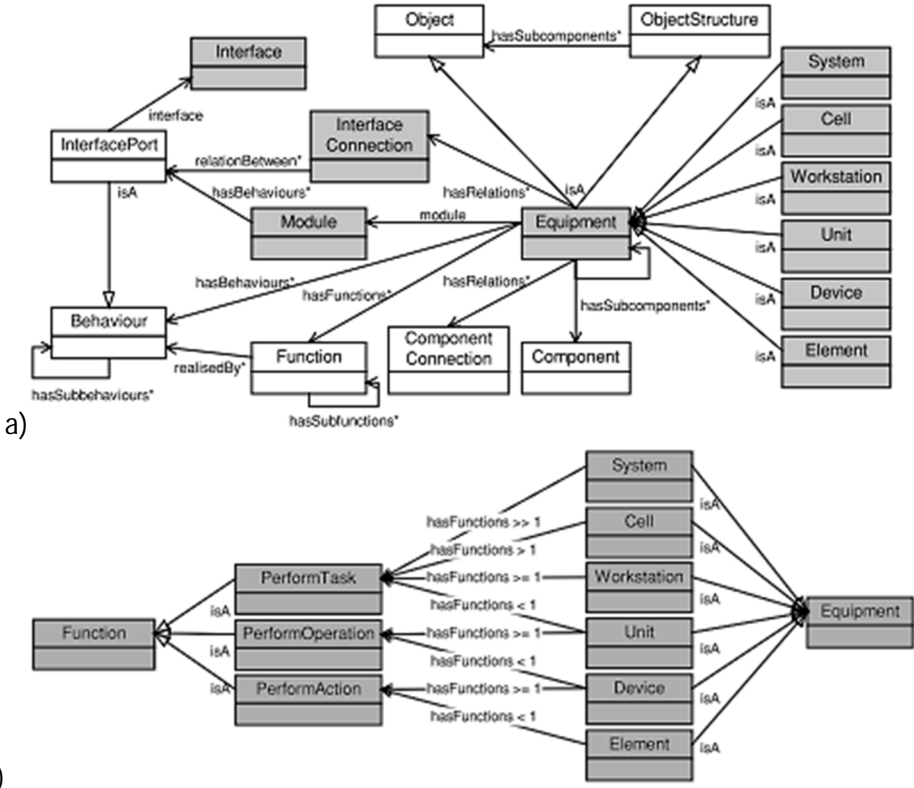 Object
ObjectStructure
hasSubcomponents*
Interface
System
isA
interface
Interface
Connection
Cell
InterfacePort
isA
relationBetween*
isA
hasBehaviours*
hasRelations*
isA
Workstation
isA
Module
module
Equipment
Unit
isA
hasBehaviours*
hasFunctions*
hasRelations*
hasSubcomponents*
Device
isA
Behaviour
Function
Component
Connection
Component
Element
isA
realisedBy*
hasSubbehaviours*
hasSubfunctions*
a)
System
isA
hasFunctions >> 1
Cell
hasFunctions > 1
isA
PerformTask
hasFunctions >= 1
Workstation
isA
isA
hasFunctions < 1
Equipment
Function
PerformOperation
hasFunctions >= 1
Unit
isA
isA
hasFunctions < 1
isA
PerformAction
hasFunctions >= 1
Device
isA
hasFunctions < 1
Element
isA
)